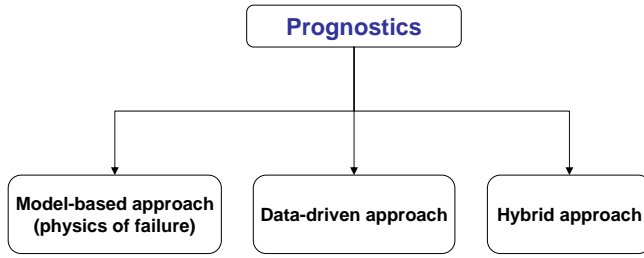 Prognostics
Model-based approach
(physics of failure)
Data-driven approach
Hybrid approach